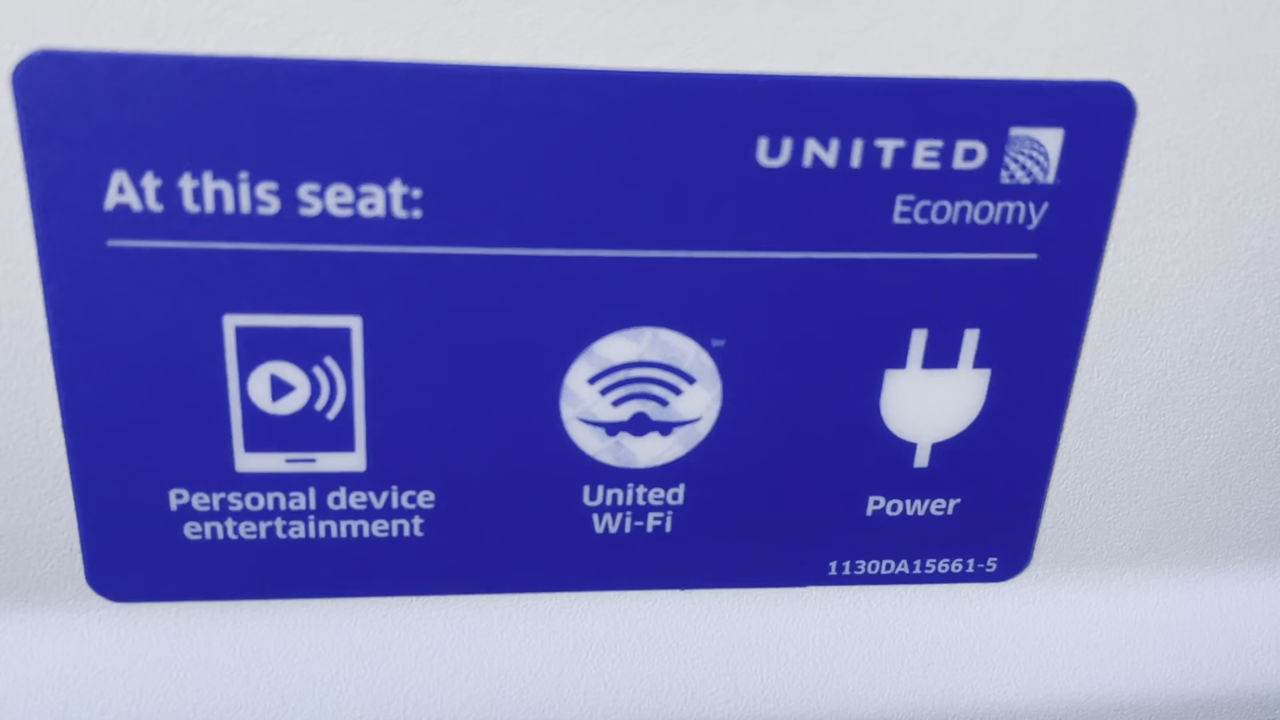 At this seat:
UNITED
Economy
Personal device
entertainment
United
Wi-Fi
Power
1130DA15661-5